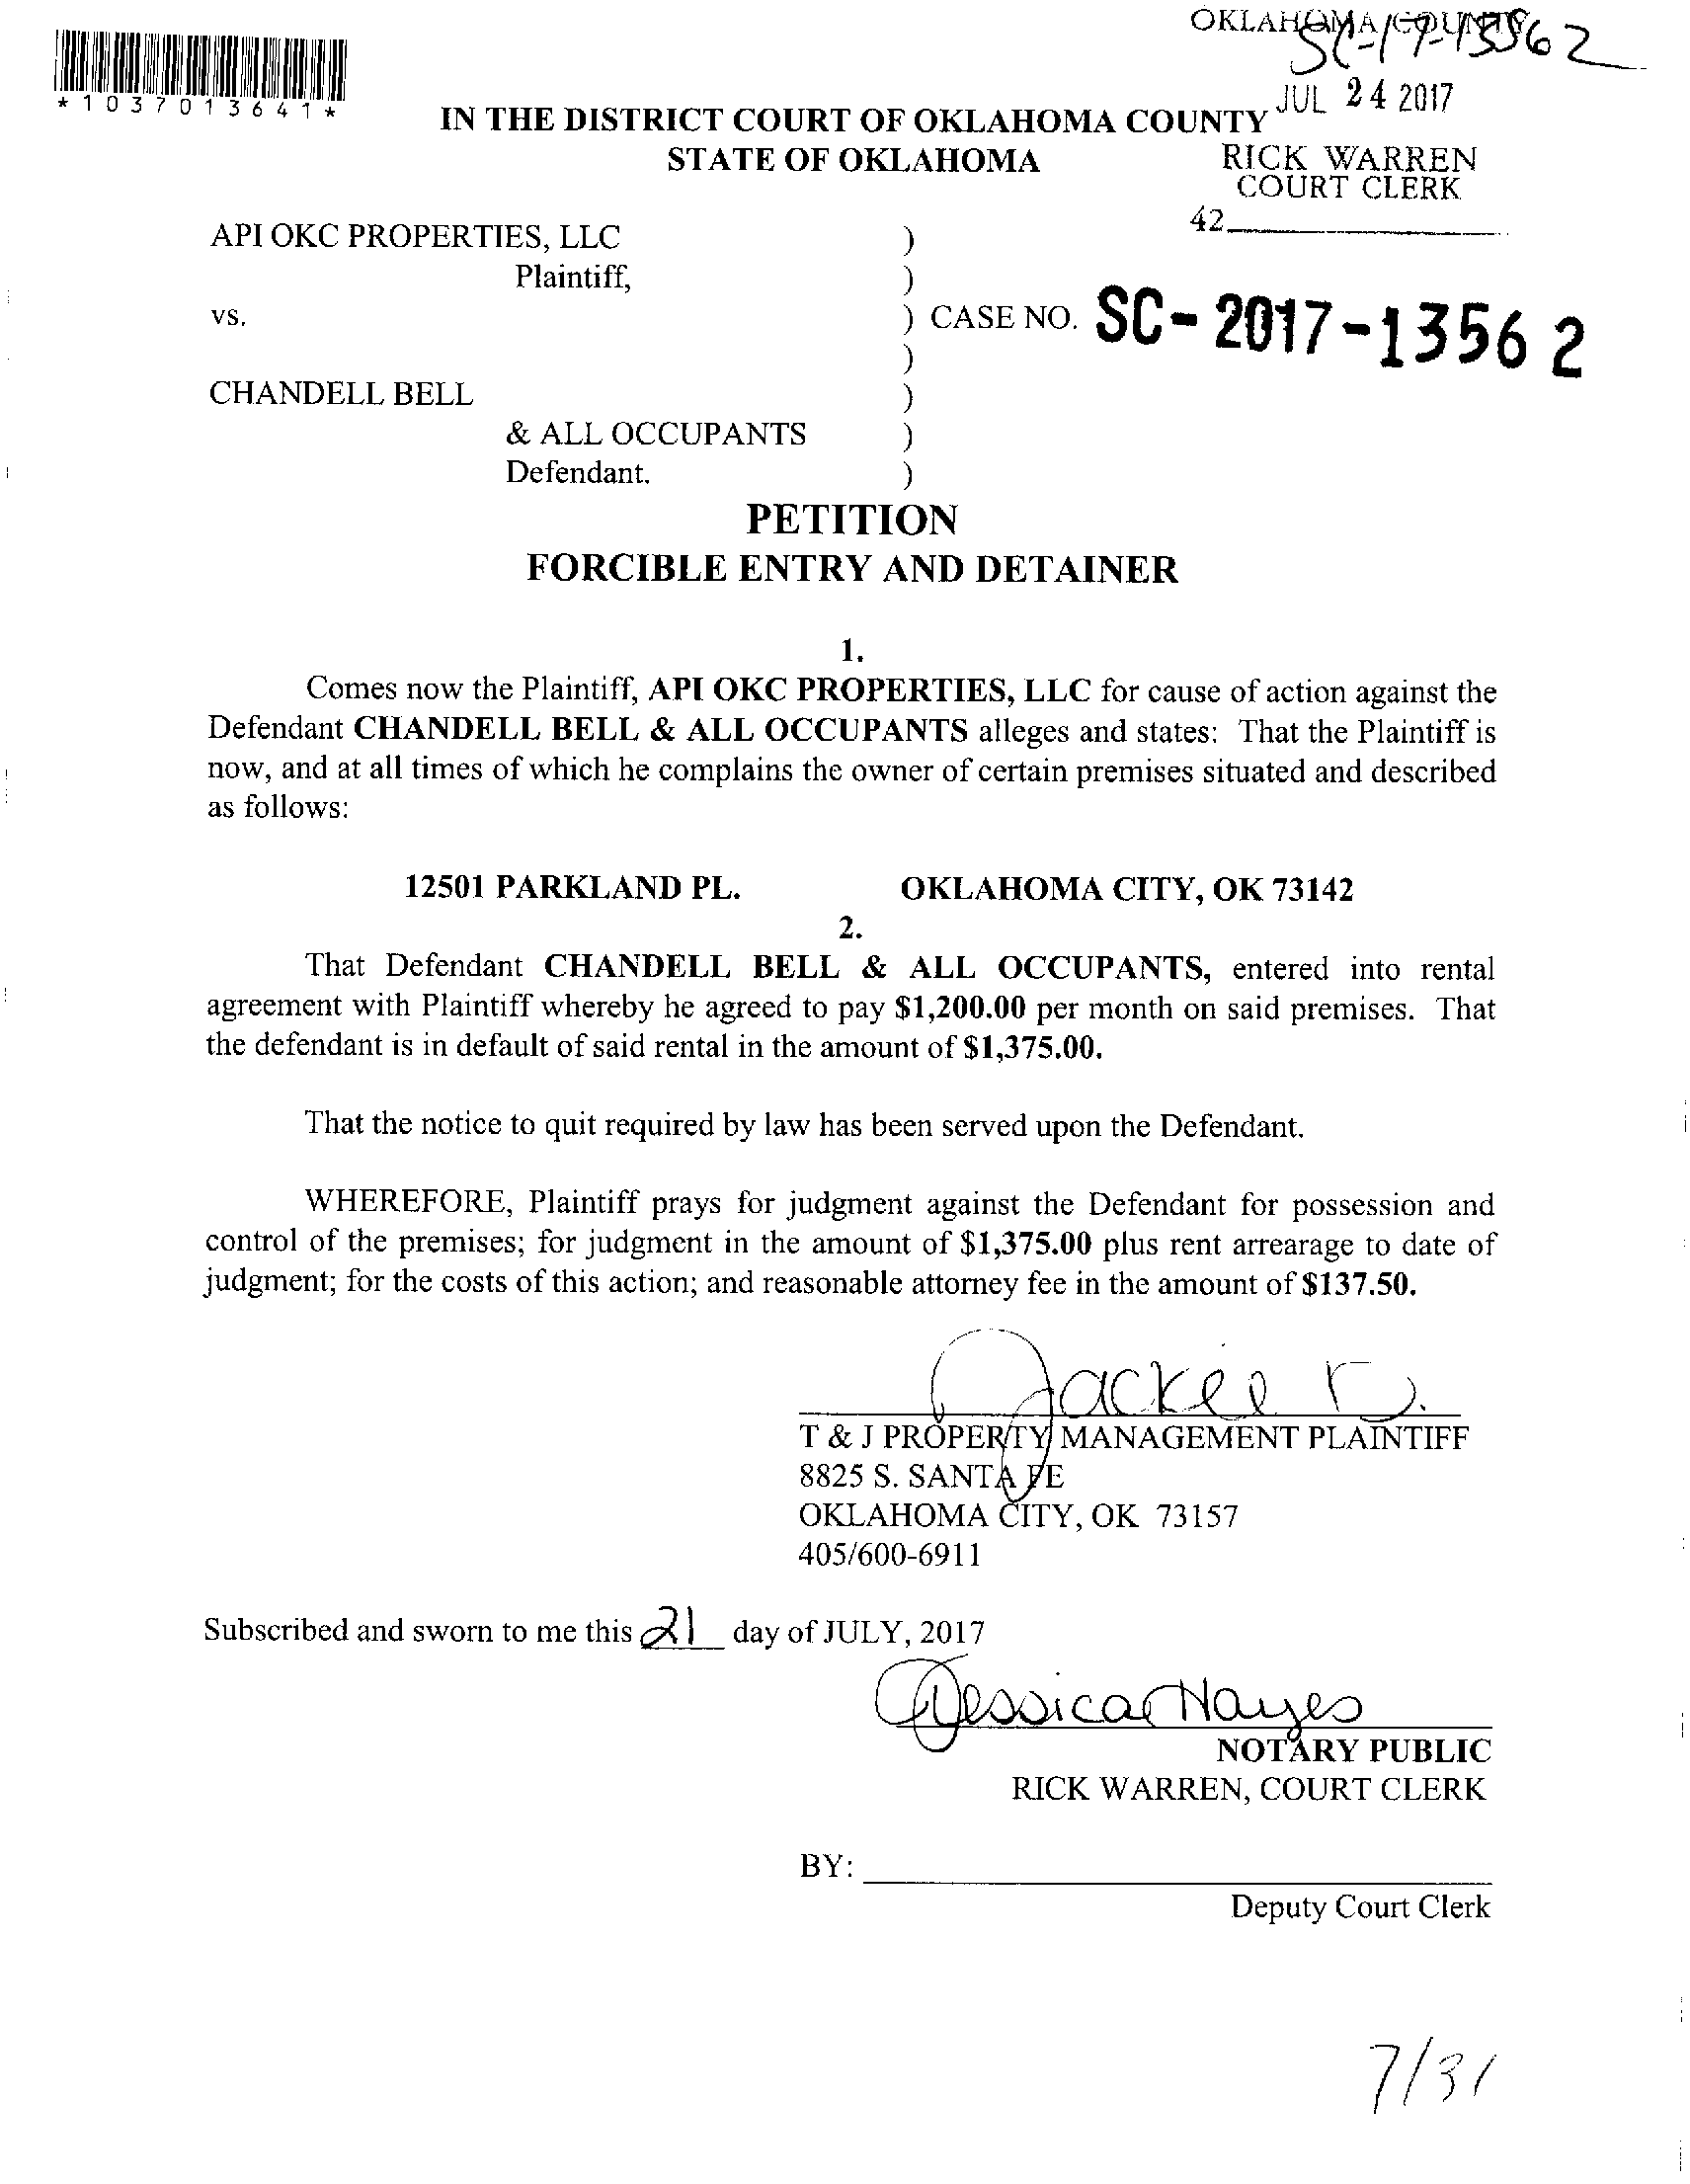 OKLAHOMA COUNTY
SC-17-13562
*1037013641*
JUL 24 2017
IN THE DISTRICT COURT OF OKLAHOMA COUNTY
STATE OF OKLAHOMA
RICK WARREN
COURT CLERK
42
API OKC PROPERTIES, LLC )
Plaintiff, )
vs. ) CASE NO. SC-2017-13562
)
CHANDELL BELL )
& ALL OCCUPANTS )
Defendant. )
PETITION
FORCIBLE ENTRY AND DETAINER
1.
Comes now the Plaintiff, API OKC PROPERTIES, LLC for cause of action against the
Defendant CHANDELL BELL & ALL OCCUPANTS alleges and states: That the Plaintiff is
now, and at all times of which he complains the owner of certain premises situated and described
as follows:
12501 PARKLAND PL. OKLAHOMA CITY, OK 73142
2.
That Defendant CHANDELL BELL & ALL OCCUPANTS, entered into rental
agreement with Plaintiff whereby he agreed to pay $1,200.00 per month on said premises. That
the defendant is in default of said rental in the amount of $1,375.00.
That the notice to quit required by law has been served upon the Defendant.
WHEREFORE, Plaintiff prays for judgment against the Defendant for possession and
control of the premises; for judgment in the amount of $1,375.00 plus rent arrearage to date of
judgment; for the costs of this action; and reasonable attorney fee in the amount of $137.50.
Jackee
T & J PROPERTY MANAGEMENT PLAINTIFF
8825 S. SANTA FE
OKLAHOMA CITY, OK 73157
405/600-6911
Subscribed and sworn to me this 21 day of JULY, 2017
Jessica Hayes
NOTARY PUBLIC
RICK WARREN, COURT CLERK
BY:
Deputy Court Clerk
7/31